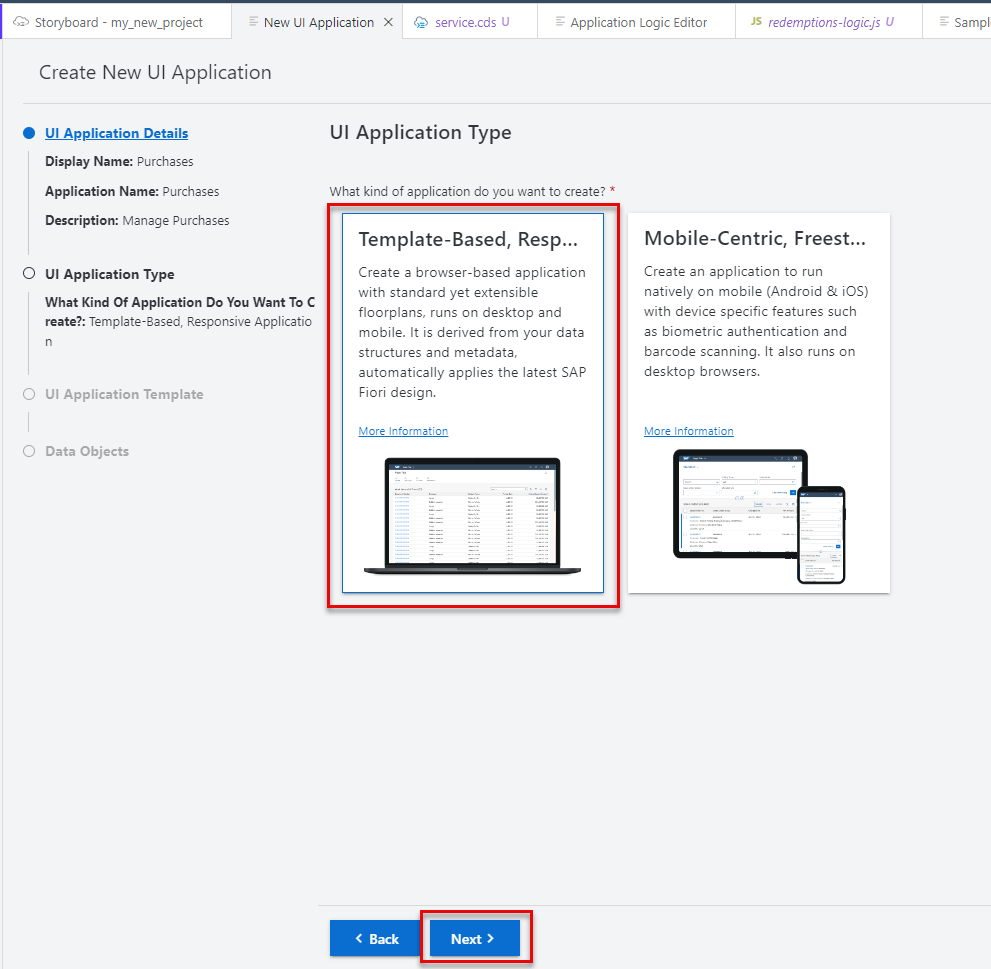 Storyboard - my_new_project
New UI Application
service.cds U
Application Logic Editor
JS redemptions-logic.js U
Sampl
Create New UI Application
UI Application Details
Display Name: Purchases
Application Name: Purchases
Description: Manage Purchases
UI Application Type
What Kind Of Application Do You Want To C
reate?: Template-Based, Responsive Applicatio
n
UI Application Template
Data Objects
UI Application Type
What kind of application do you want to create? *
Template-Based, Resp...
Create a browser-based application
with standard yet extensible
floorplans, runs on desktop and
mobile. It is derived from your data
structures and metadata,
automatically applies the latest SAP
Fiori design.
More Information
Mobile-Centric, Freest...
Create an application to run
natively on mobile (Android & iOS)
with device specific features such
as biometric authentication and
barcode scanning. It also runs on
desktop browsers.
More Information
Back
Next